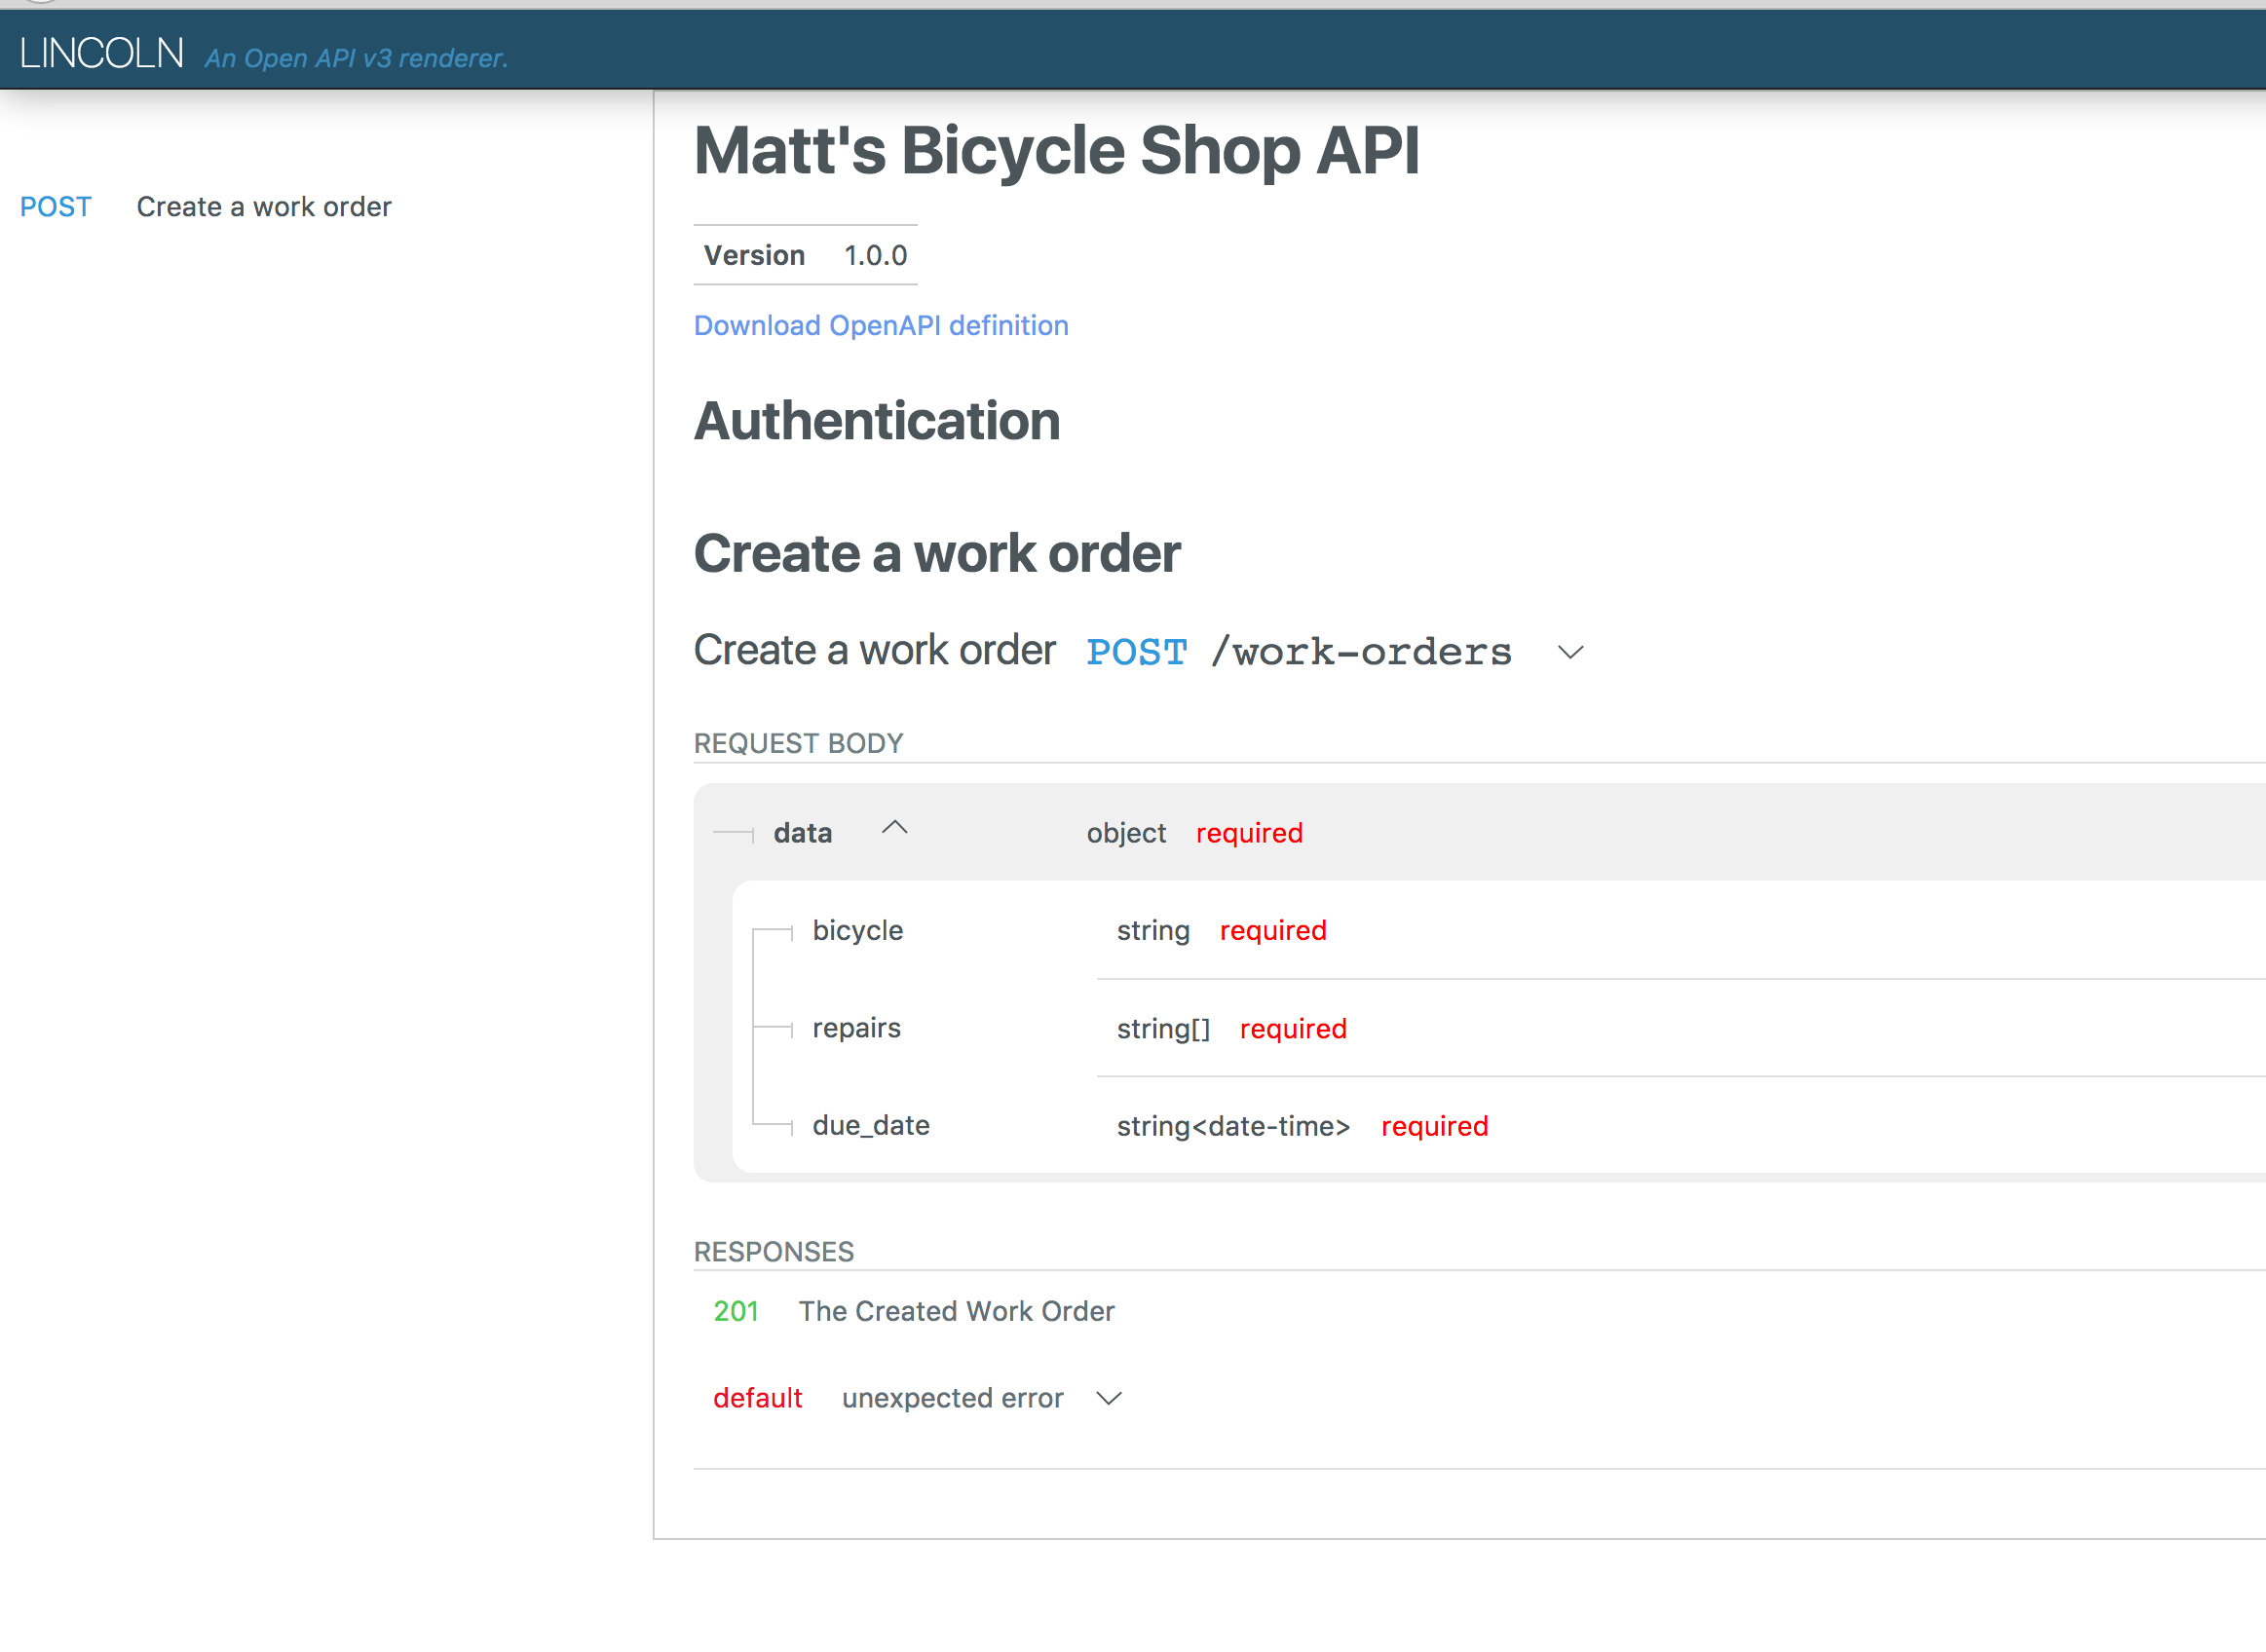 LINCOLN An Open API v3 renderer.
POST Create a work order
Matt's Bicycle Shop API
Version 1.0.0
Download OpenAPI definition
Authentication
Create a work order
Create a work order POST /work-orders
REQUEST BODY
data object required
bicycle string required
repairs string[] required
due_date string<date-time> required
RESPONSES
201 The Created Work Order
default unexpected error